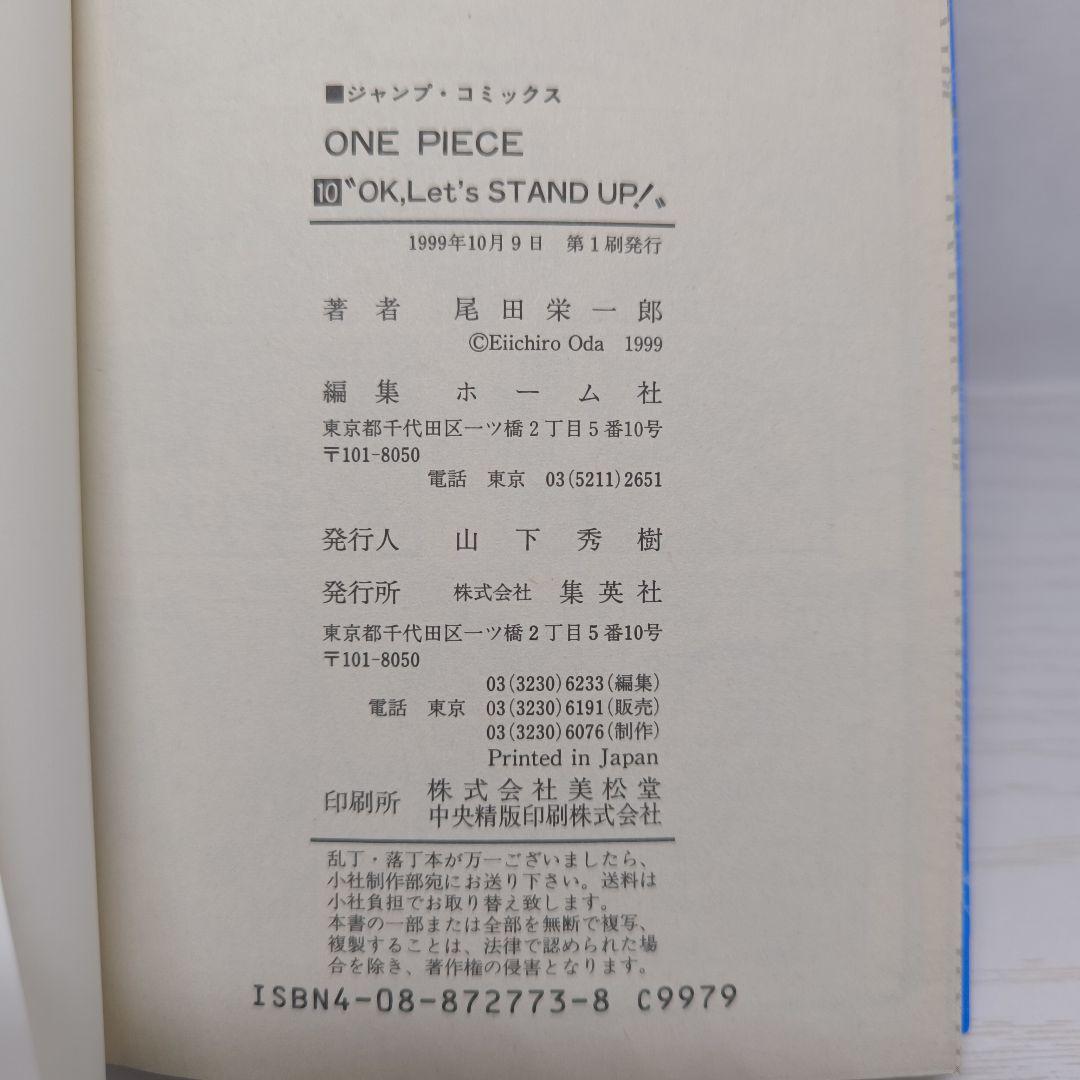 ■ジャンプ・コミックス
ONE PIECE
10〝OK,Let's STAND UP!〟
1999年10月9日 第1刷発行
著者 尾田栄一郎
©Eiichiro Oda 1999
編集 ホーム社
東京都千代田区一ツ橋2丁目5番10号
〒101-8050
電話 東京 03(5211)2651
発行人 山下秀樹
発行所 株式会社 集英社
東京都千代田区一ツ橋2丁目5番10号
〒101-8050
03(3230)6233(編集)
電話 東京 03(3230)6191(販売)
03(3230)6076(制作)
Printed in Japan
印刷所 株式会社美松堂
中央精版印刷株式会社
乱丁・落丁本が万一ございましたら、
小社制作部宛にお送り下さい。送料は
小社負担でお取り替え致します。
本書の一部または全部を無断で複写、
複製することは、法律で認められた場
合を除き、著作権の侵害となります。
ISBN4-08-872773-8 C9979